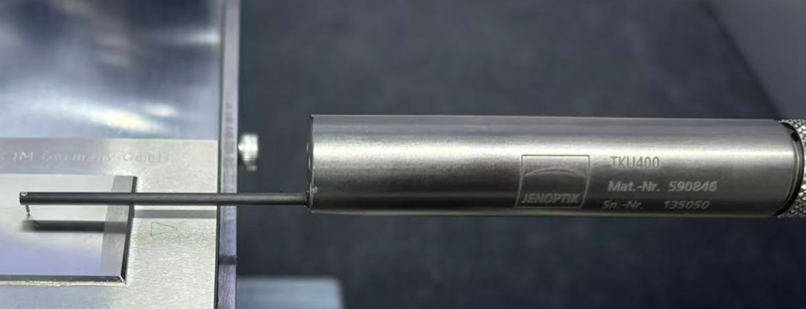 IM Germany GmbH
TKU400
JENOPTIK
Mat.-Nr. 590846
Sn.-Nr. 135050